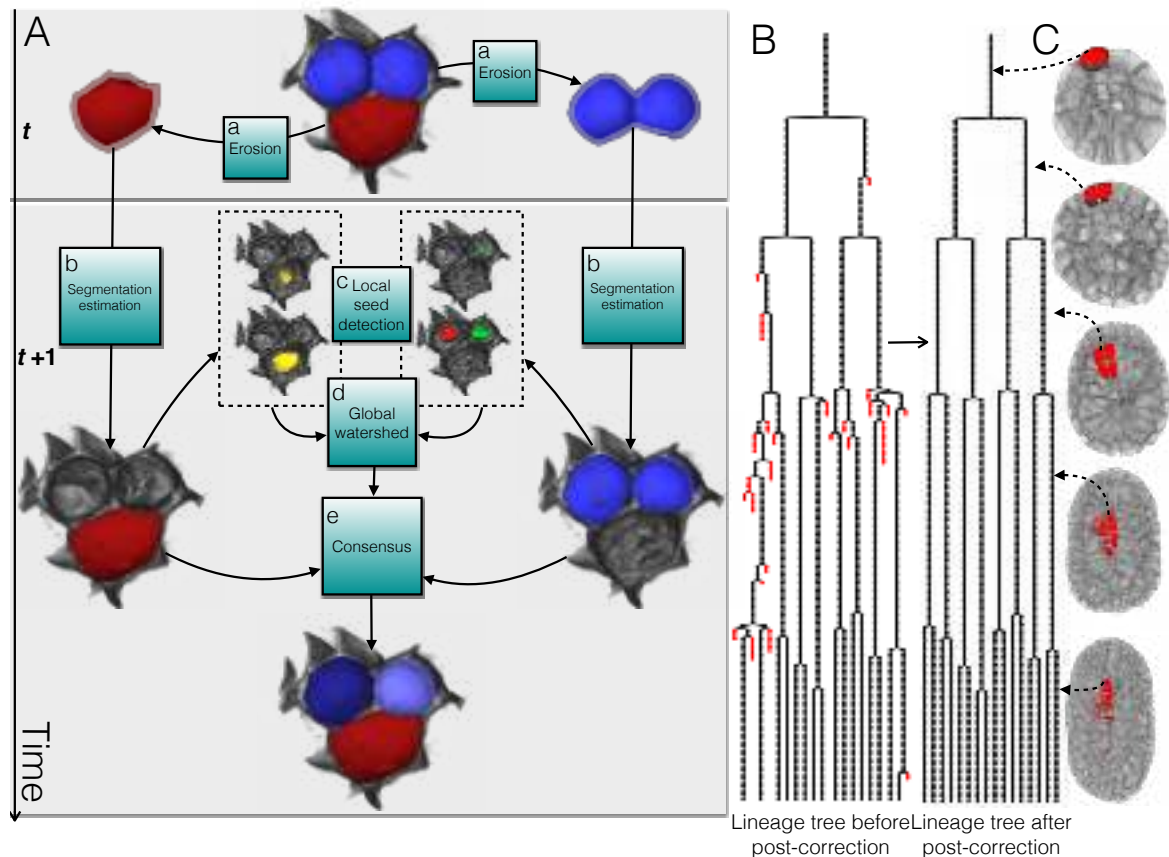 A
a
Erosion
a
Erosion
t
b
Segmentation
estimation
c
Local
seed
detection
b
Segmentation
estimation
t+1
d
Global
watershed
e
Consensus
Time
B
C
Lineage tree before
post-correction
Lineage tree after
post-correction